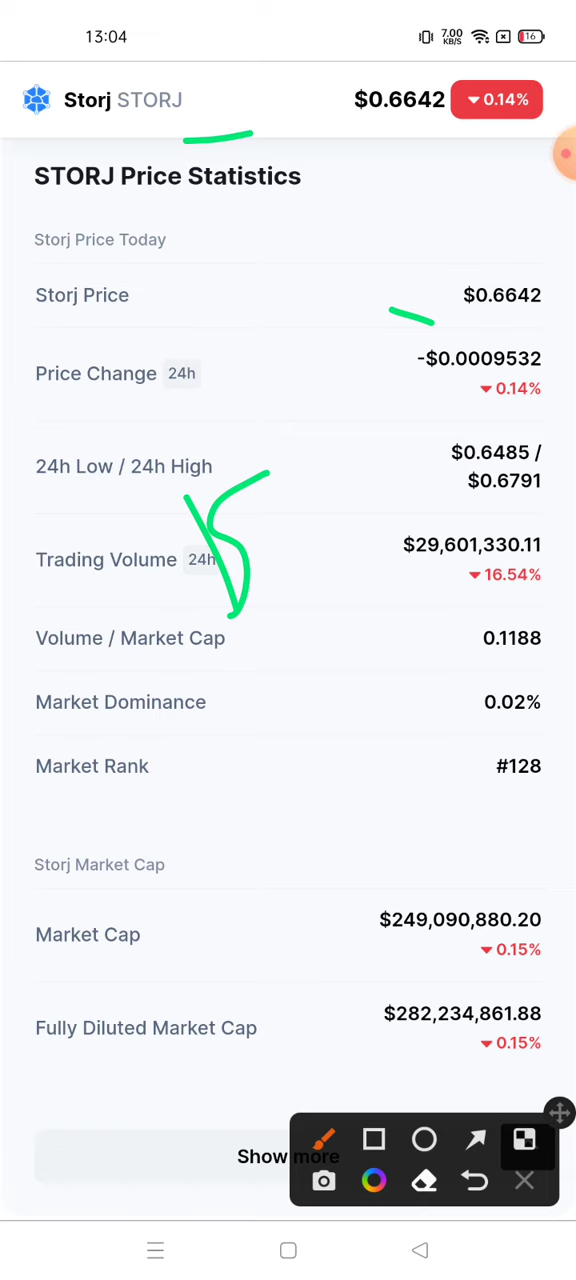 13:04
7.00
KB/S
16
Storj STORJ
$0.6642
0.14%
STORJ Price Statistics
Storj Price Today
Storj Price
$0.6642
Price Change 24h
-$0.0009532
0.14%
24h Low / 24h High
$0.6485 /
$0.6791
Trading Volume 24h
$29,601,330.11
16.54%
Volume / Market Cap
0.1188
Market Dominance
0.02%
Market Rank
#128
Storj Market Cap
Market Cap
$249,090,880.20
0.15%
Fully Diluted Market Cap
$282,234,861.88
0.15%
Show more